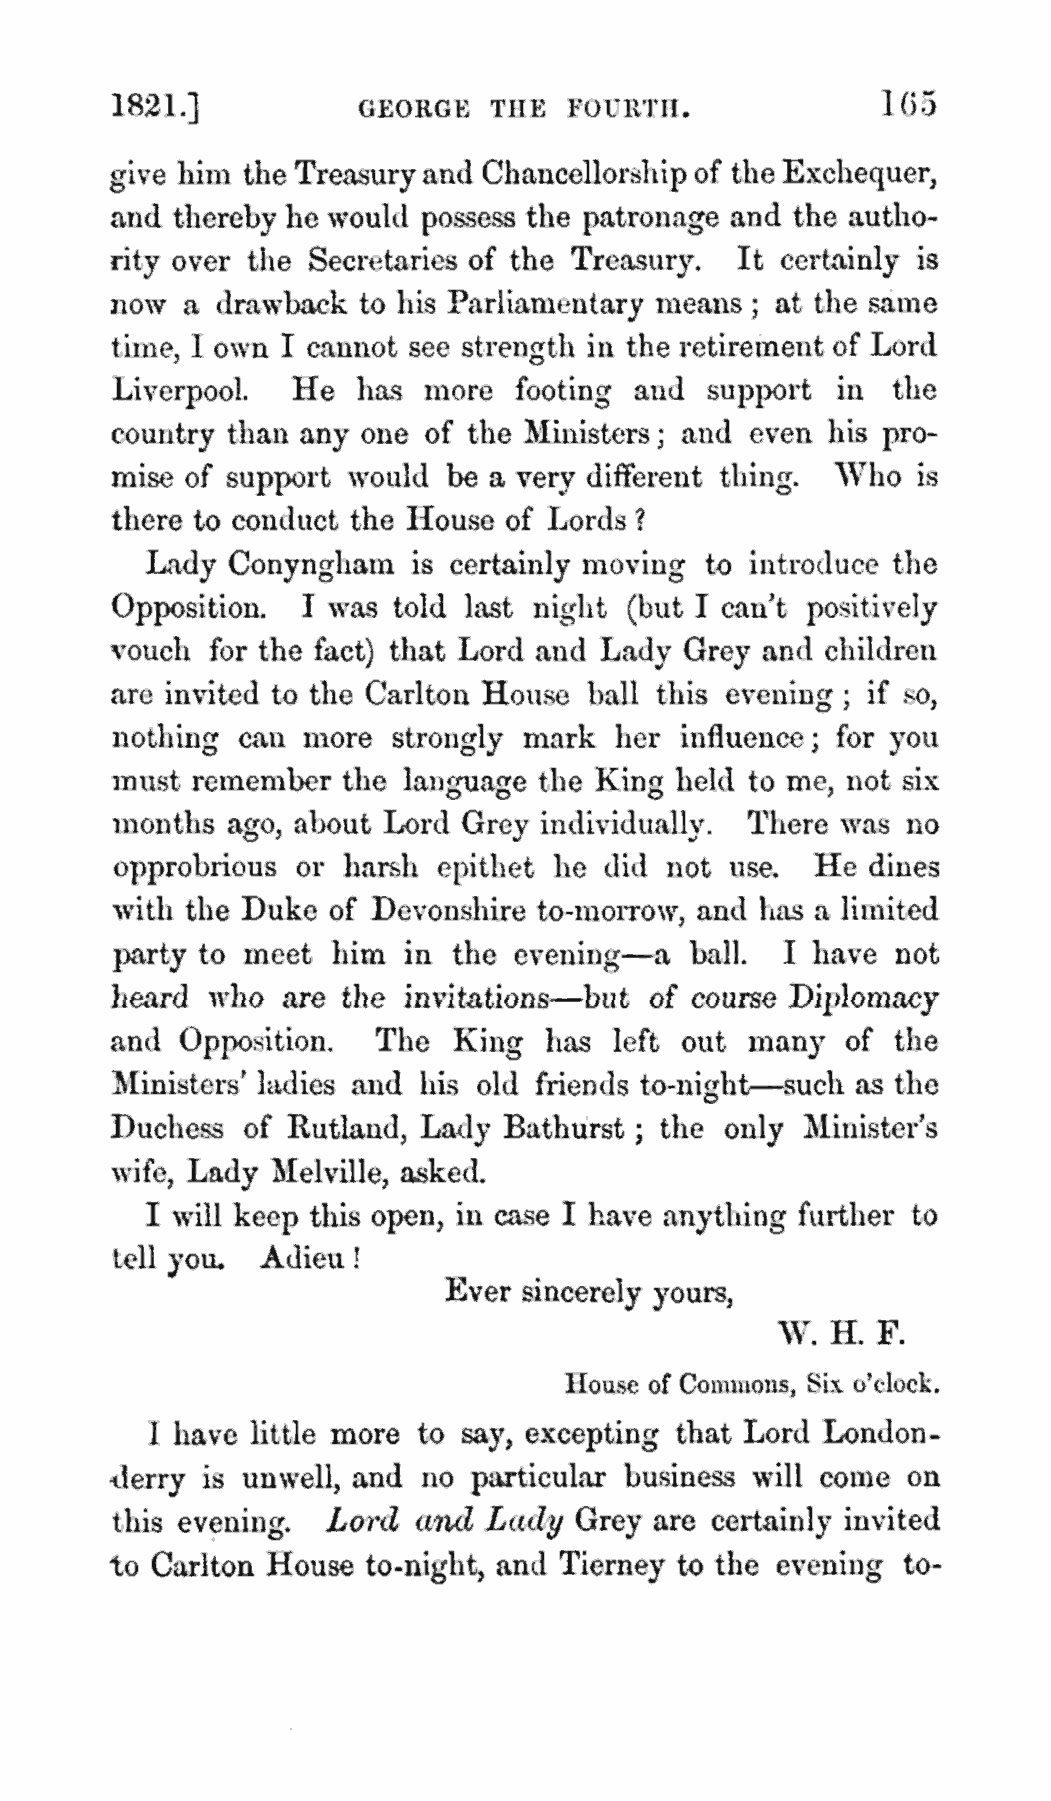 1821.] GEORGE THE FOURTH. 165
give him the Treasury and Chancellorship of the Exchequer,
and thereby he would possess the patronage and the autho-
rity over the Secretaries of the Treasury. It certainly is
now a drawback to his Parliamentary means ; at the same
time, I own I cannot see strength in the retirement of Lord
Liverpool. He has more footing and support in the
country than any one of the Ministers ; and even his pro-
mise of support would be a very different thing. Who is
there to conduct the House of Lords ?
Lady Conyngham is certainly moving to introduce the
Opposition. I was told last night (but I can't positively
vouch for the fact) that Lord and Lady Grey and children
are invited to the Carlton House ball this evening ; if so,
nothing can more strongly mark her influence ; for you
must remember the language the King held to me, not six
months ago, about Lord Grey individually. There was no
opprobrious or harsh epithet he did not use. He dines
with the Duke of Devonshire to-morrow, and has a limited
party to meet him in the evening—a ball. I have not
heard who are the invitations—but of course Diplomacy
and Opposition. The King has left out many of the
Ministers' ladies and his old friends to-night—such as the
Duchess of Rutland, Lady Bathurst ; the only Minister's
wife, Lady Melville, asked.
I will keep this open, in case I have anything further to
tell you. Adieu !
Ever sincerely yours,
W. H. F.
House of Commons, Six o'clock.
I have little more to say, excepting that Lord London-
derry is unwell, and no particular business will come on
this evening. Lord and Lady Grey are certainly invited
to Carlton House to-night, and Tierney to the evening to-